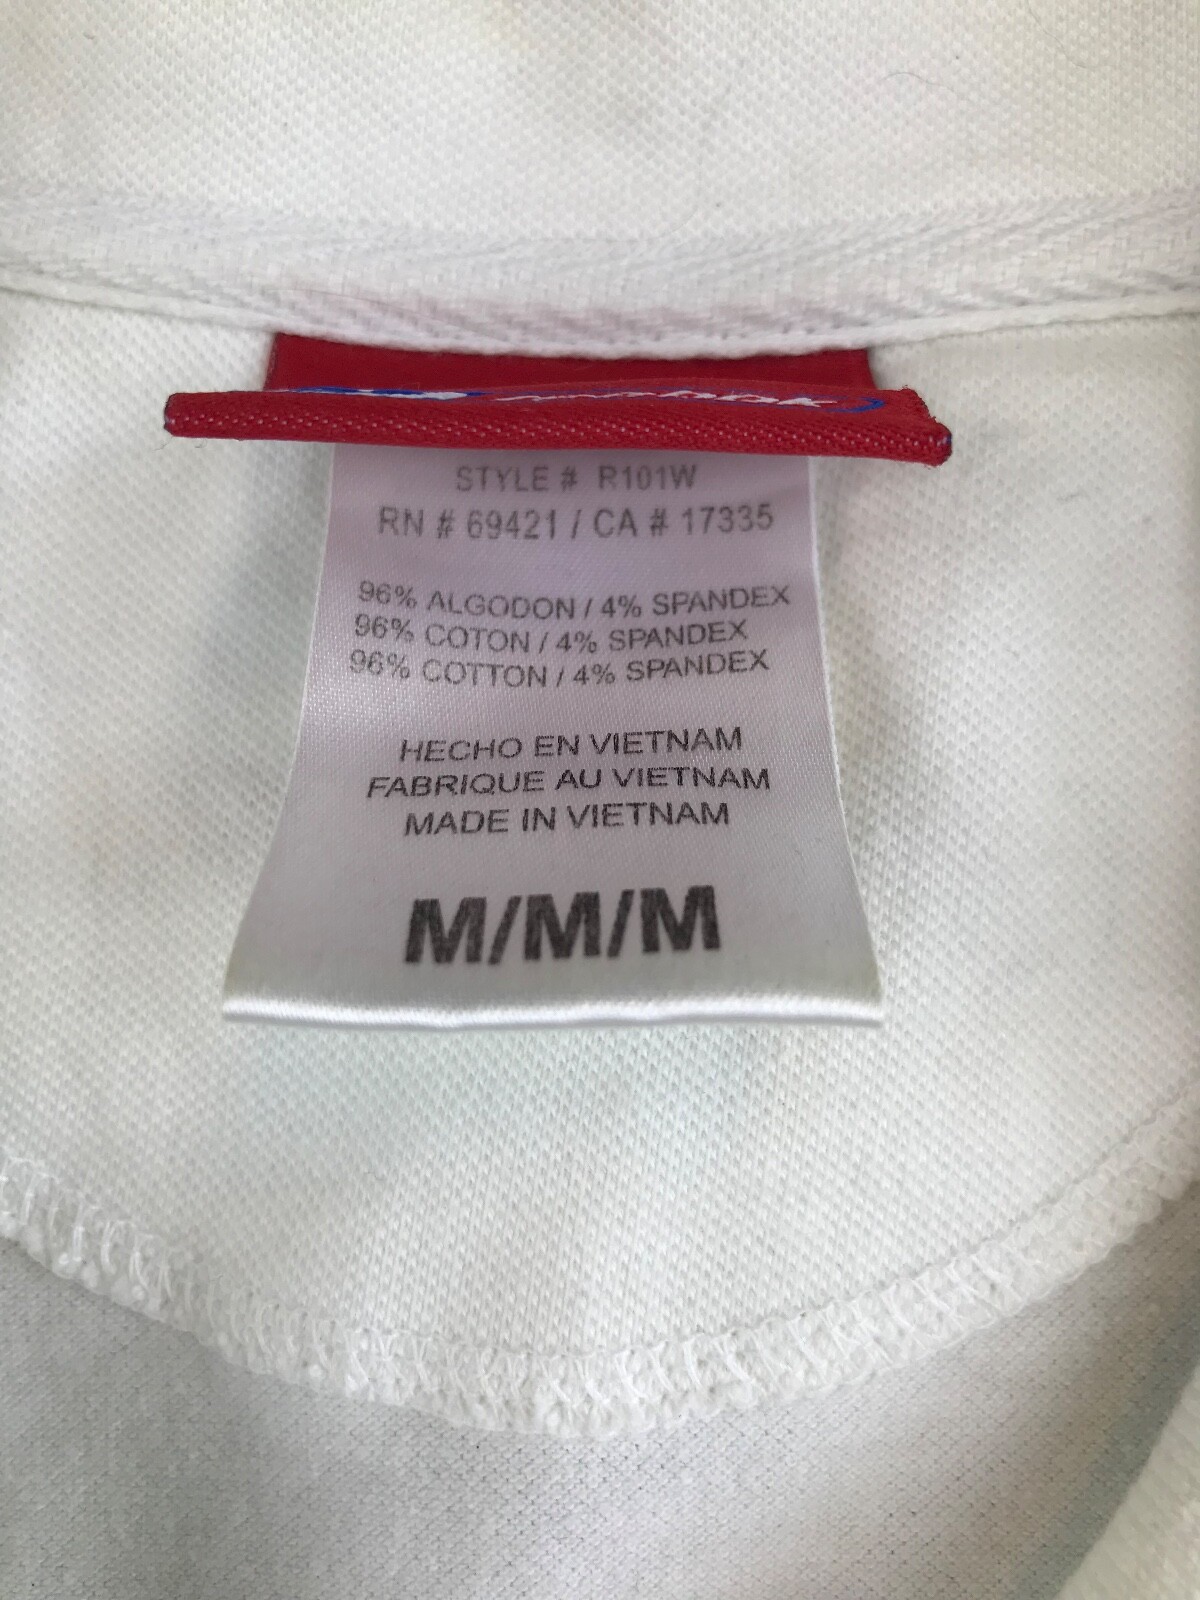 Reebok
STYLE # R101W
RN # 69421 / CA # 17335
96% ALGODON / 4% SPANDEX
96% COTON / 4% SPANDEX
96% COTTON / 4% SPANDEX
HECHO EN VIETNAM
FABRIQUE AU VIETNAM
MADE IN VIETNAM
M/M/M